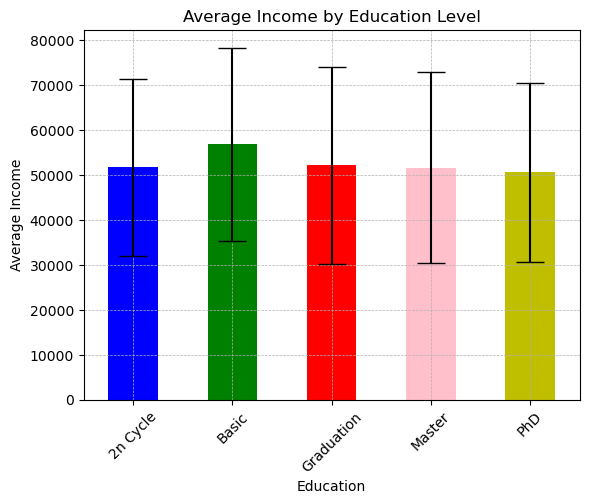 Average Income by Education Level
80000
70000
60000
50000
40000
30000
20000
10000
0
Average Income
2n Cycle
Basic
Graduation
Master
PhD
Education